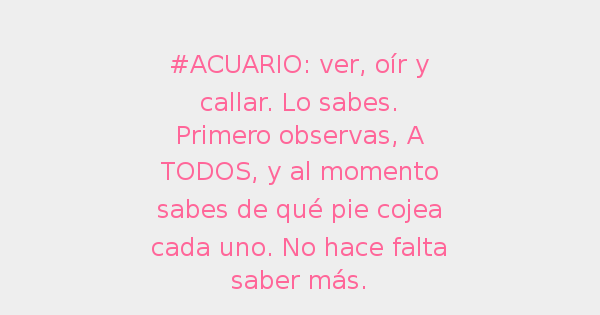 #ACUARIO: ver, oír y
callar. Lo sabes.
Primero observas, A
TODOS, y al momento
sabes de qué pie cojea
cada uno. No hace falta
saber más.